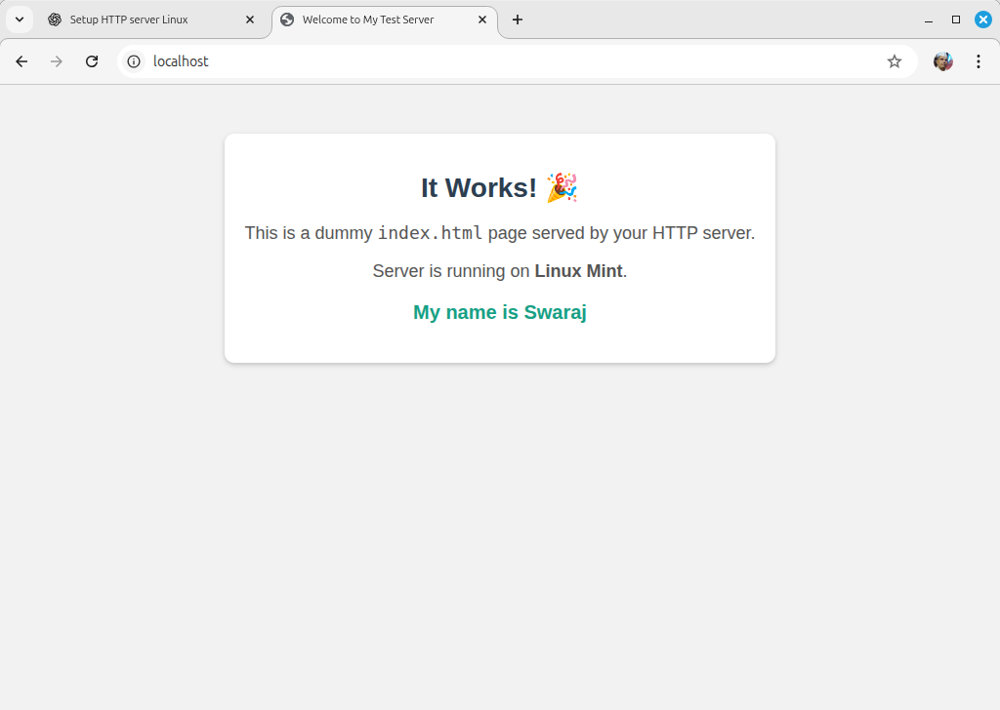 Setup HTTP server Linux
Welcome to My Test Server
localhost
It Works! 🎉
This is a dummy index.html page served by your HTTP server.
Server is running on Linux Mint.
My name is Swaraj